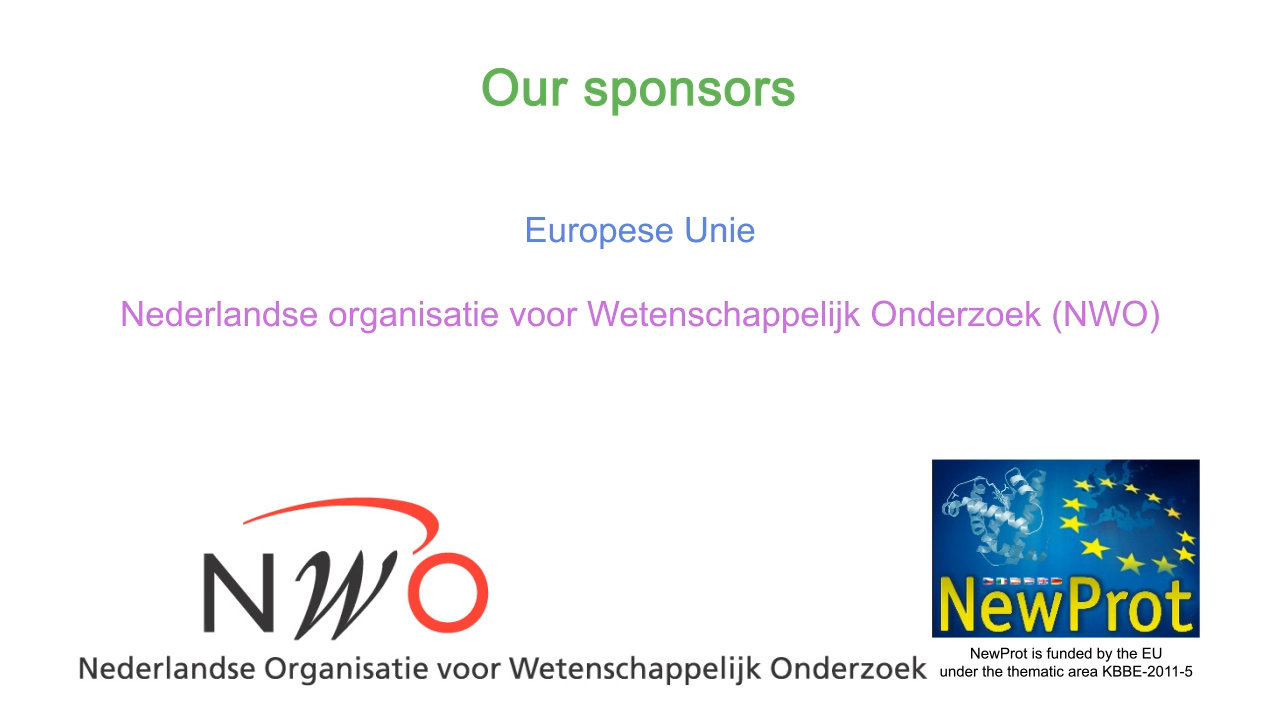 Our sponsors
Europese Unie
Nederlandse organisatie voor Wetenschappelijk Onderzoek (NWO)
NWO
Nederlandse Organisatie voor Wetenschappelijk Onderzoek
NewProt
NewProt is funded by the EU
under the thematic area KBBE-2011-5